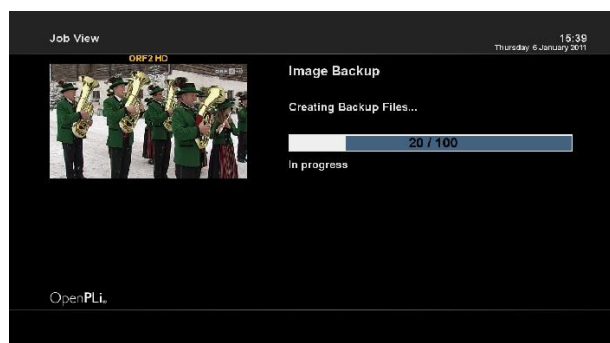 Job View
15:39
Thursday 6 January 2011
ORF2 HD
Image Backup
Creating Backup Files...
20 / 100
In progress
OpenPLi®